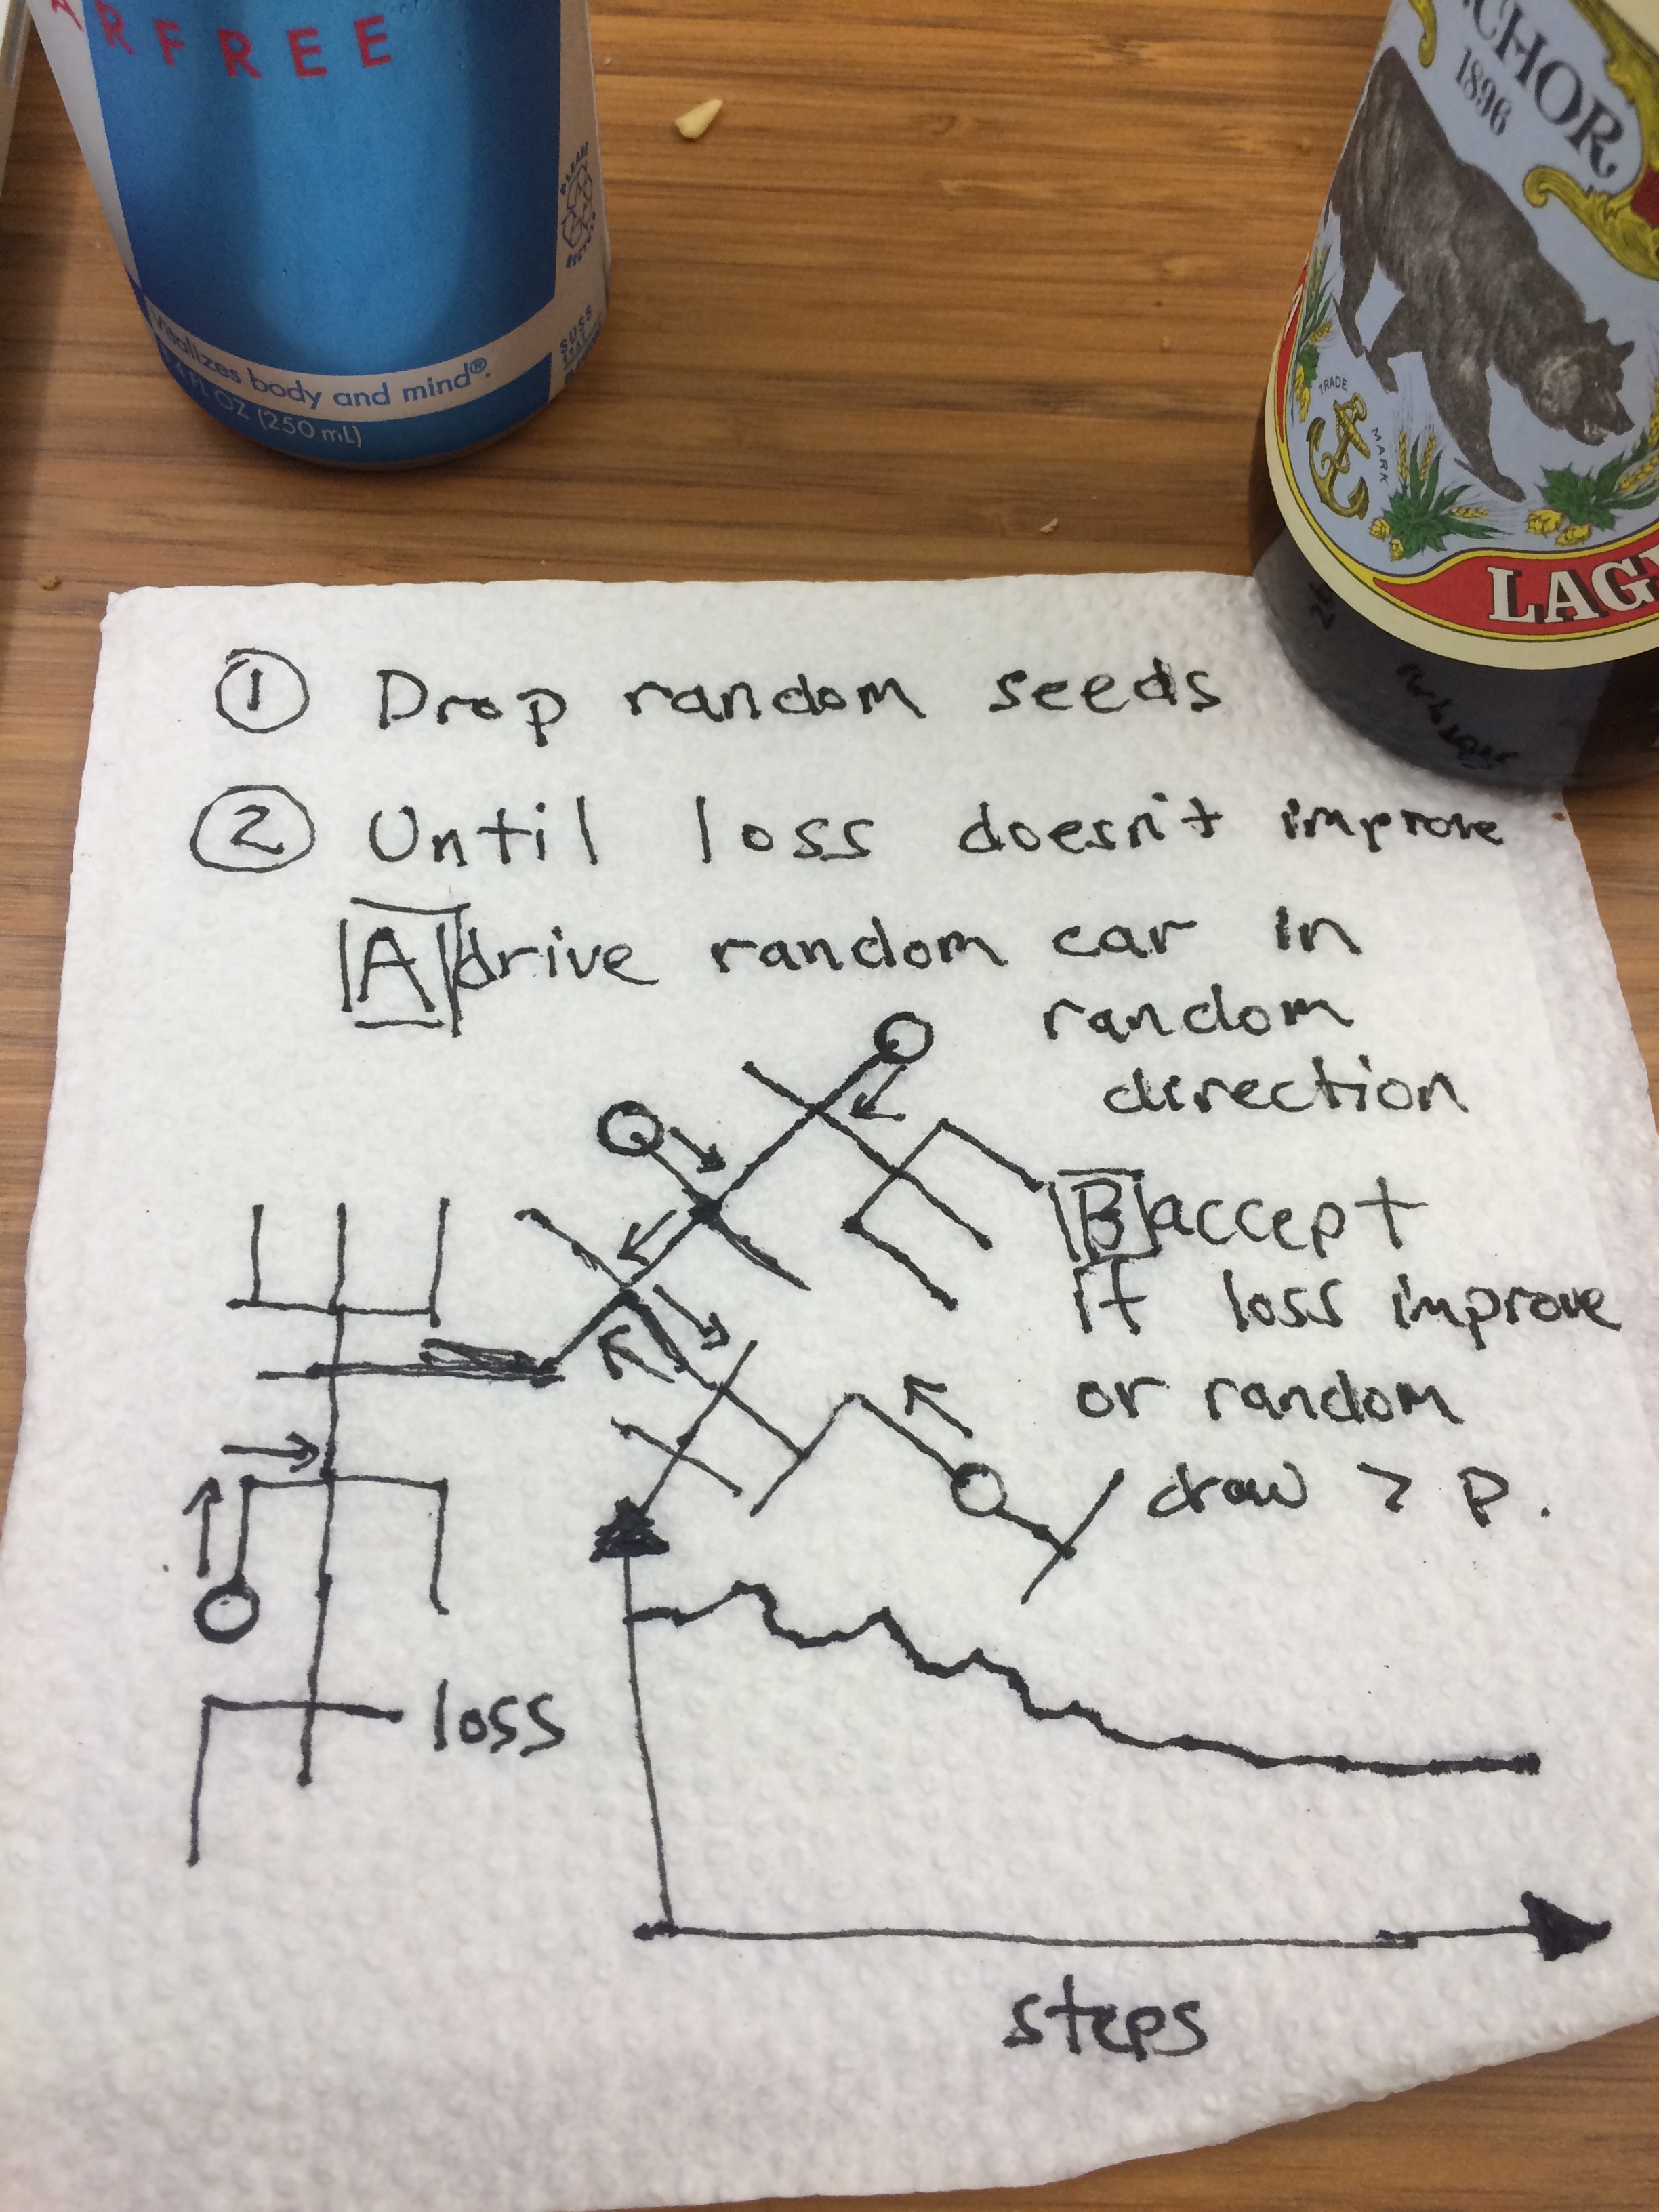 RFREE
PLEASE
RECYCLE
Vitalizes body and mind®.
FL OZ (250 mL)
CHOR
1896
TRADE
MARK
LAG
① Drop random seeds
② Until loss doesn't improve
A drive random car in
random
direction
B accept
if loss improve
or random
draw > p.
loss
steps